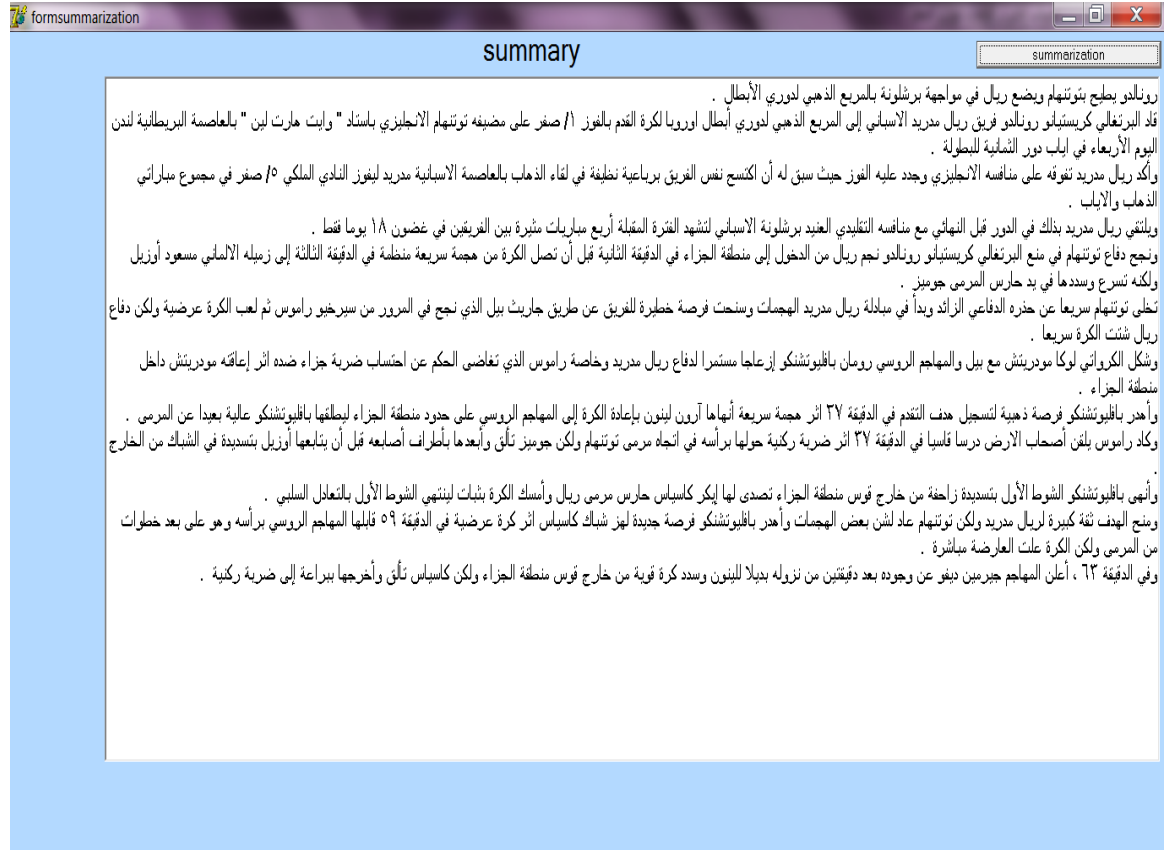 formsummarization
summary
summarization
رونالدو يطيح بتوتنهام ويضع ريال في مواجهة برشلونة بالمربع الذهبي لدوري الأبطال .
قاد البرتغالي كريستيانو رونالدو فريق ريال مدريد الاسباني إلى المربع الذهبي لدوري أبطال اوروبا لكرة القدم بالفوز ١/ صفر على مضيفه توتنهام الانجليزي باستاد " وايت هارت لين " بالعاصمة البريطانية لندن
اليوم الأربعاء في اياب دور الثمانية للبطولة .
وأكد ريال مدريد تفوقه على منافسه الانجليزي وجدد عليه الفوز حيث سبق له أن اكتسح نفس الفريق برباعية نظيفة في لقاء الذهاب بالعاصمة الاسبانية مدريد ليفوز النادي الملكي ٥/ صفر في مجموع مباراتي
الذهاب والاياب .
ويلتقي ريال مدريد بذلك في الدور قبل النهائي مع منافسه التقليدي العنيد برشلونة الاسباني لتشهد الفترة المقبلة أربع مباريات مثيرة بين الفريقين في غضون ١٨ يوما فقط .
ونجح دفاع توتنهام في منع البرتغالي كريستيانو رونالدو نجم ريال من الدخول إلى منطقة الجزاء في الدقيقة الثانية قبل أن تصل الكرة من هجمة سريعة منظمة في الدقيقة الثالثة إلى زميله الالماني مسعود أوزيل
ولكنه تسرع وسددها في يد حارس المرمى جوميز .
تخلى توتنهام سريعا عن حذره الدفاعي الزائد وبدأ في مبادلة ريال مدريد الهجمات وسنحت فرصة خطيرة للفريق عن طريق جاريث بيل الذي نجح في المرور من سيرخيو راموس ثم لعب الكرة عرضية ولكن دفاع
ريال شتت الكرة سريعا .
وشكل الكرواتي لوكا مودريتش مع بيل والمهاجم الروسي رومان بافليوتشنكو إزعاجا مستمرا لدفاع ريال مدريد وخاصة راموس الذي تغاضى الحكم عن احتساب ضربة جزاء ضده اثر إعاقته مودريتش داخل
منطقة الجزاء .
وأهدر بافليوتشنكو فرصة ذهبية لتسجيل هدف التقدم في الدقيقة ٢٧ اثر هجمة سريعة أنهاها آرون لينون بإعادة الكرة إلى المهاجم الروسي على حدود منطقة الجزاء ليطلقها بافليوتشنكو عالية بعيدا عن المرمى .
وكاد راموس يلقن أصحاب الارض درسا قاسيا في الدقيقة ٣٧ اثر ضربة ركنية حولها برأسه في اتجاه مرمى توتنهام ولكن جوميز تألق وأبعدها بأطراف أصابعه قبل أن يتابعها أوزيل بتسديدة في الشباك من الخارج
.
وأنهى بافليوتشنكو الشوط الأول بتسديدة زاحفة من خارج قوس منطقة الجزاء تصدى لها إيكر كاسياس حارس مرمى ريال وأمسك الكرة بثبات لينتهي الشوط الأول بالتعادل السلبي .
ومنح الهدف ثقة كبيرة لريال مدريد ولكن توتنهام عاد لشن بعض الهجمات وأهدر بافليوتشنكو فرصة جديدة لهز شباك كاسياس اثر كرة عرضية في الدقيقة ٥٩ قابلها المهاجم الروسي برأسه وهو على بعد خطوات
من المرمى ولكن الكرة علت العارضة مباشرة .
وفي الدقيقة ٦٣ ، أعلن المهاجم جيرمين ديفو عن وجوده بعد دقيقتين من نزوله بديلا للينون وسدد كرة قوية من خارج قوس منطقة الجزاء ولكن كاسياس تألق وأخرجها ببراعة إلى ضربة ركنية .